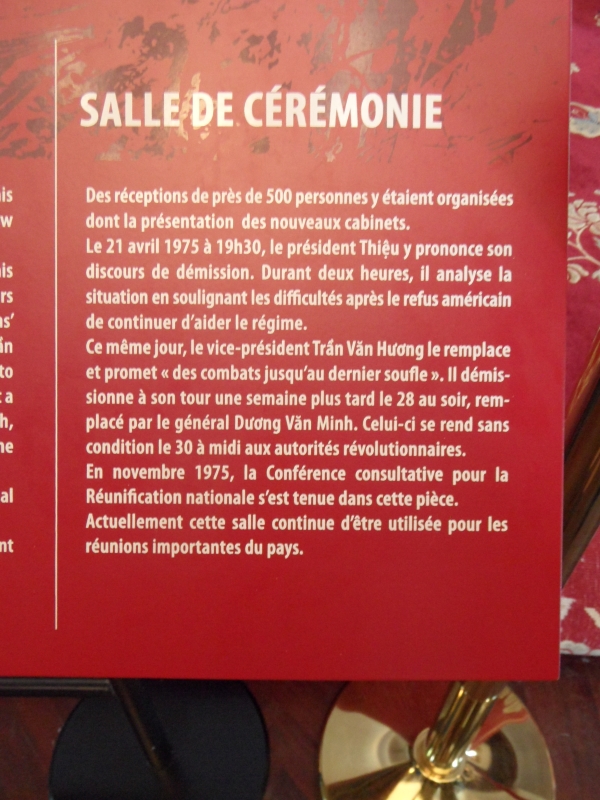 SALLE DE CÉRÉMONIE
Des réceptions de près de 500 personnes y étaient organisées
dont la présentation des nouveaux cabinets.
Le 21 avril 1975 à 19h30, le président Thiệu y prononce son
discours de démission. Durant deux heures, il analyse la
situation en soulignant les difficultés après le refus américain
de continuer d'aider le régime.
Ce même jour, le vice-président Trần Văn Hương le remplace
et promet « des combats jusqu'au dernier soufle ». Il démis-
sionne à son tour une semaine plus tard le 28 au soir, rem-
placé par le général Dương Văn Minh. Celui-ci se rend sans
condition le 30 à midi aux autorités révolutionnaires.
En novembre 1975, la Conférence consultative pour la
Réunification nationale s'est tenue dans cette pièce.
Actuellement cette salle continue d'être utilisée pour les
réunions importantes du pays.